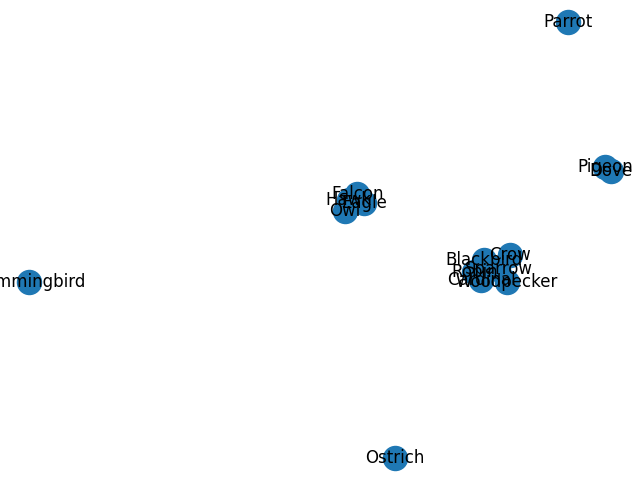 Parrot
Pigeon
Dove
Falcon
Hawk
Eagle
Owl
Crow
Blackbird
Sparrow
Robin
Cardinal
Woodpecker
mmingbird
Ostrich